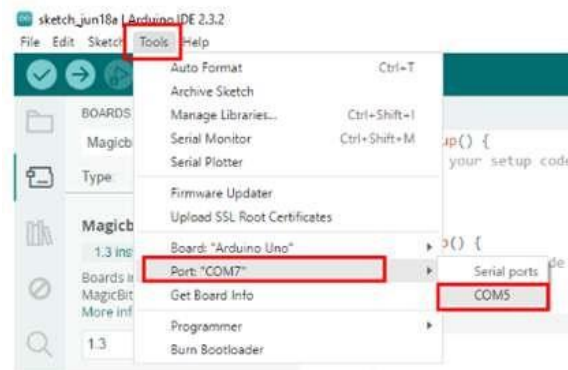 sketch_jun18a | Arduino IDE 2.3.2
File Edit Sketch Tools Help
Auto Format Ctrl+T
Archive Sketch
Manage Libraries... Ctrl+Shift+I
Serial Monitor Ctrl+Shift+M
Serial Plotter
Firmware Updater
Upload SSL Root Certificates
Board: "Arduino Uno"
Port: "COM7"
Get Board Info
Programmer
Burn Bootloader
BOARDS
Magicb
Type
Magicb
1.3 ins
Boards in
MagicBit
More inf
1.3
up() {
your setup code
() {
de
Serial ports
COM5